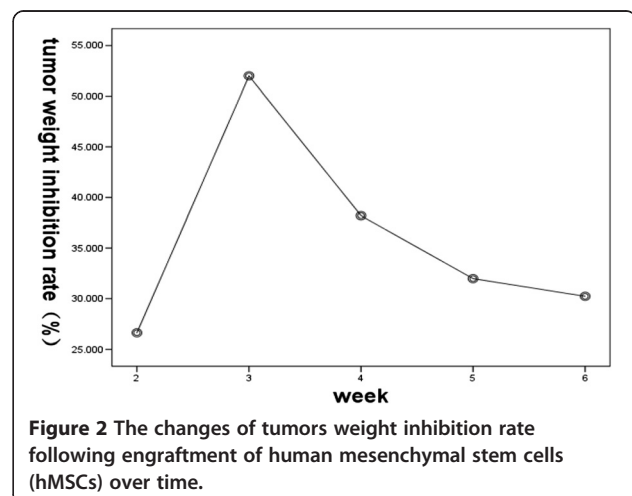 tumor weight inhibition rate (%)
55.000
50.000
45.000
40.000
35.000
30.000
25.000
2 3 4 5 6
week
Figure 2 The changes of tumors weight inhibition rate
following engraftment of human mesenchymal stem cells
(hMSCs) over time.